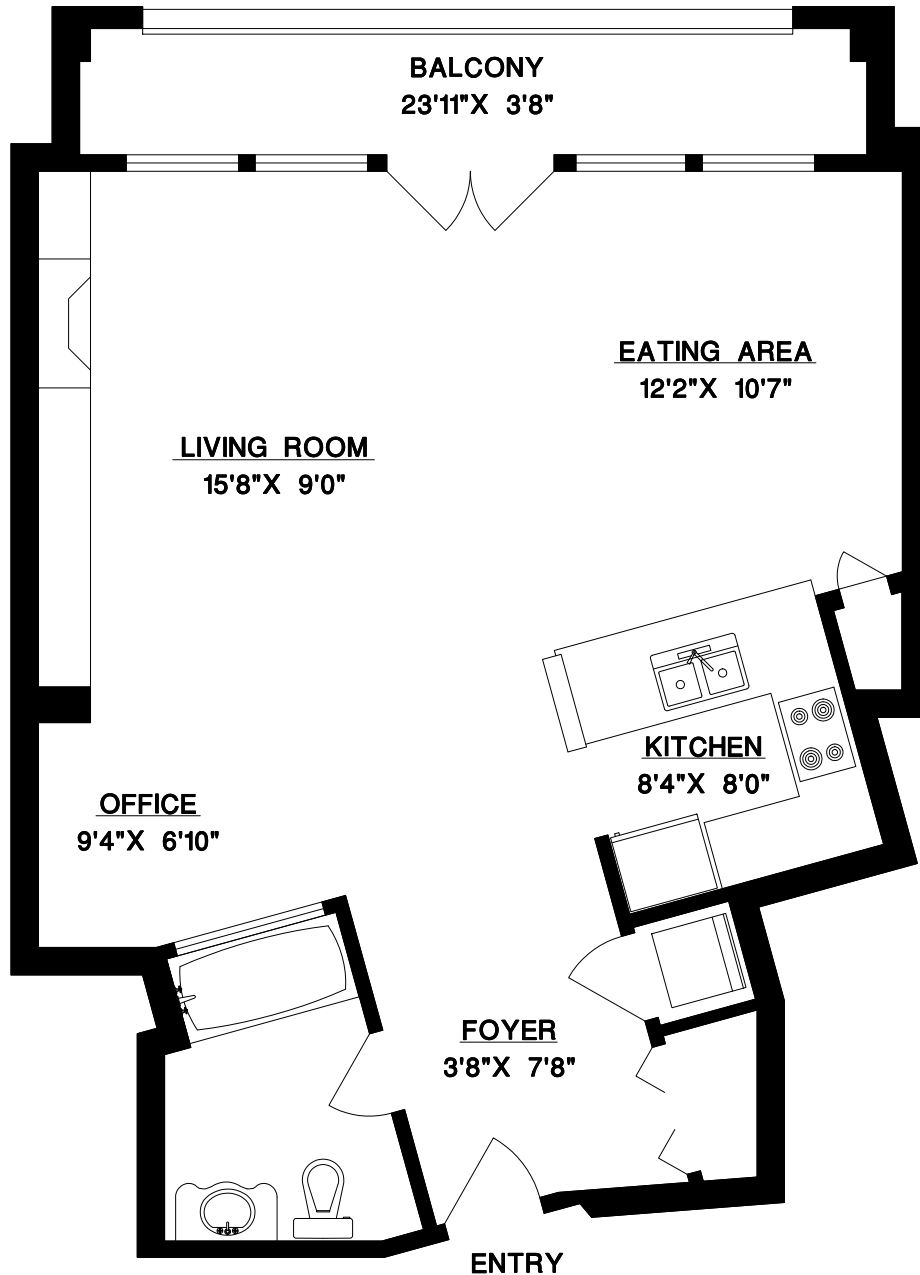 BALCONY
23'11"X 3'8"
EATING AREA
12'2"X 10'7"
LIVING ROOM
15'8"X 9'0"
KITCHEN
8'4"X 8'0"
OFFICE
9'4"X 6'10"
FOYER
3'8"X 7'8"
ENTRY